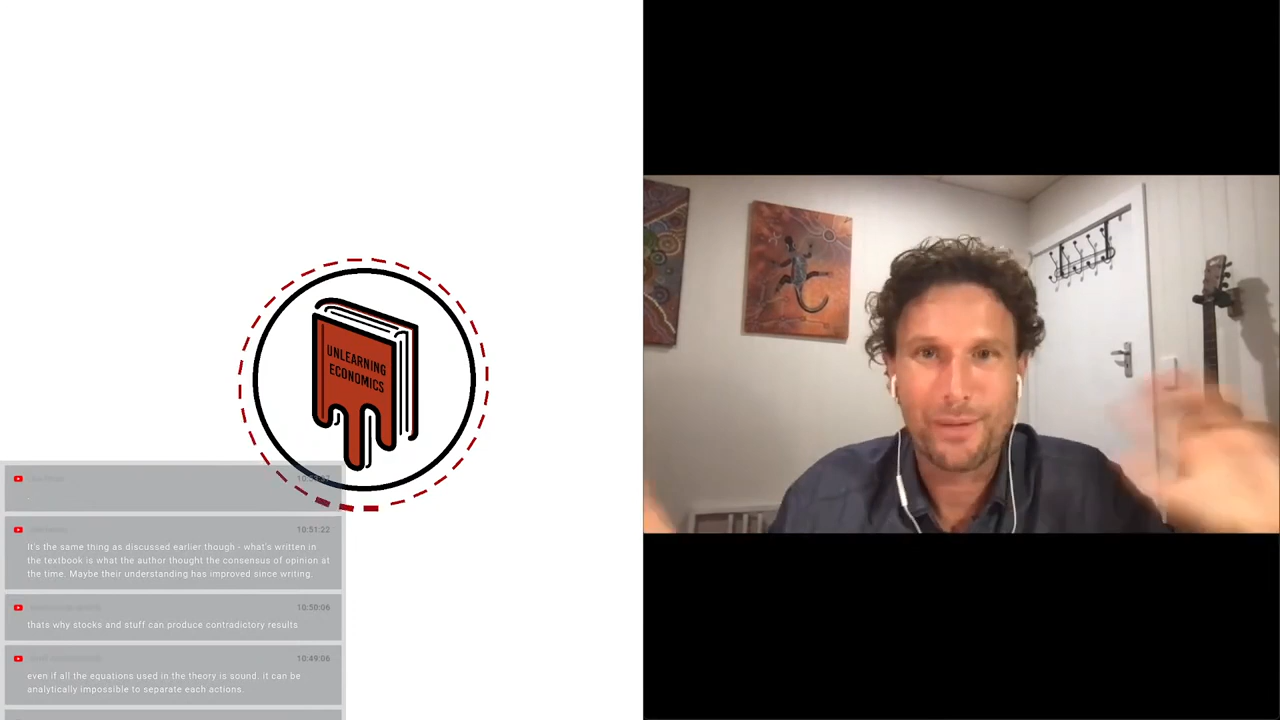 UNLEARNING
ECONOMICS
10:51:22
It's the same thing as discussed earlier though - what's written in
the textbook is what the author thought the consensus of opinion at
the time. Maybe their understanding has improved since writing.
10:50:06
thats why stocks and stuff can produce contradictory results
10:49:06
even if all the equations used in the theory is sound. it can be
analytically impossible to separate each actions.